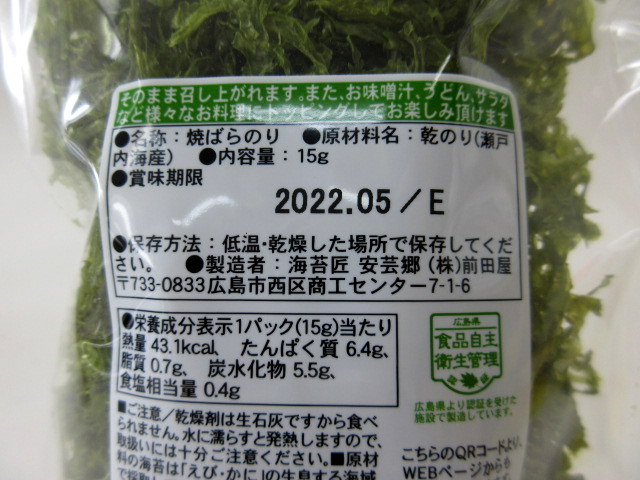 そのまま召し上がれます。また、お味噌汁、うどん、サラダ
など様々なお料理にトッピングしてお楽しみ頂けます
●名称：焼ばらのり　●原材料名：乾のり（瀬戸
内海産）　●内容量：15g
●賞味期限
2022.05／E
●保存方法：低温・乾燥した場所で保存してくだ
さい。　●製造者：海苔匠 安芸郷（株）前田屋
〒733-0833広島市西区商工センター7-1-6
●栄養成分表示1パック（15g）当たり
熱量 43.1kcal、たんぱく質 6.4g、
脂質 0.7g、 炭水化物 5.5g、
食塩相当量 0.4g
広島県
食品自主
衛生管理
広島県より認証を受けた
施設で製造しています。
■ご注意／乾燥剤は生石灰ですから食べ
られません。水に濡らすと発熱しますので、
取扱いには十分ご注意ください。■原材
料の海苔は「えび・かに」の生息する海域
こちらのQRコードより、
WEBページからも